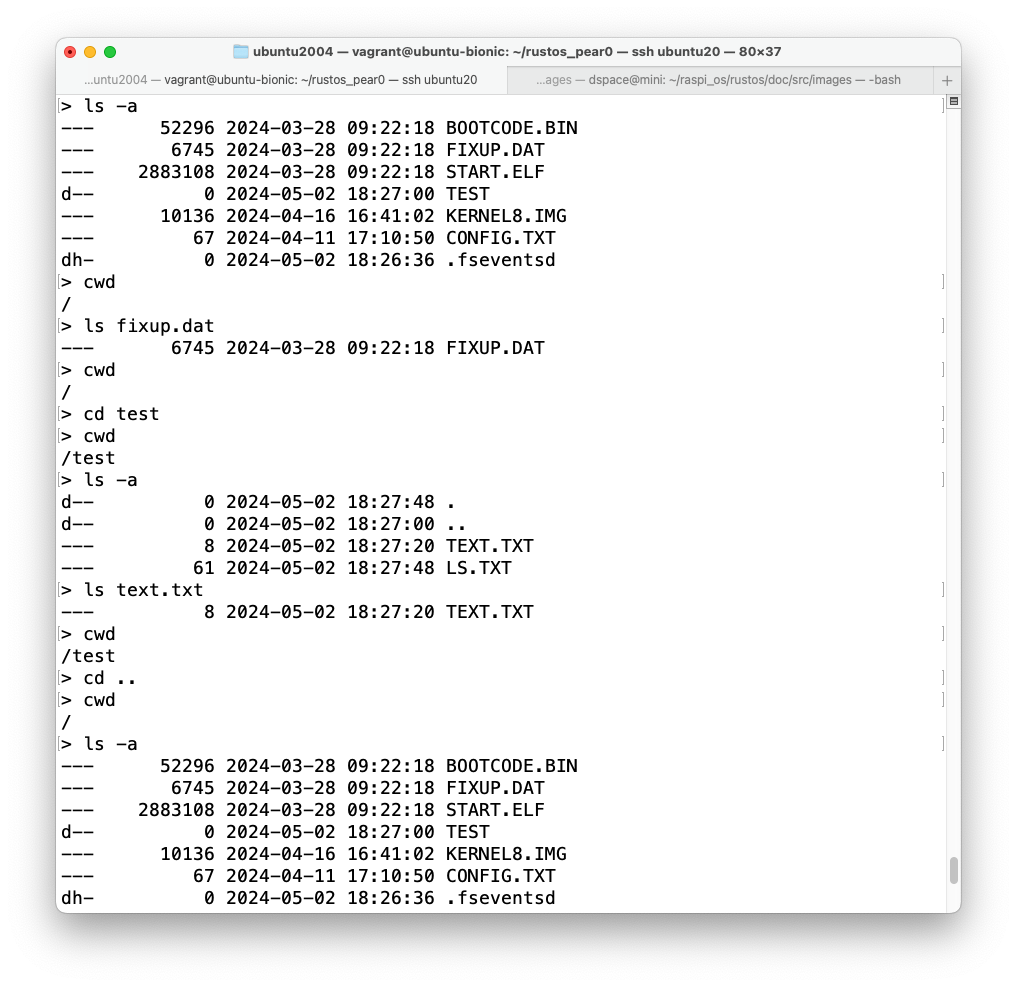 ubuntu2004 — vagrant@ubuntu-bionic: ~/rustos_pear0 — ssh ubuntu20 — 80×37
...untu2004 — vagrant@ubuntu-bionic: ~/rustos_pear0 — ssh ubuntu20 ...ages — dspace@mini: ~/raspi_os/rustos/doc/src/images — -bash +
[> ls -a ]
---      52296 2024-03-28 09:22:18 BOOTCODE.BIN
---       6745 2024-03-28 09:22:18 FIXUP.DAT
---    2883108 2024-03-28 09:22:18 START.ELF
d--          0 2024-05-02 18:27:00 TEST
---      10136 2024-04-16 16:41:02 KERNEL8.IMG
---         67 2024-04-11 17:10:50 CONFIG.TXT
dh-          0 2024-05-02 18:26:36 .fseventsd
[> cwd ]
/
[> ls fixup.dat ]
---       6745 2024-03-28 09:22:18 FIXUP.DAT
[> cwd ]
/
[> cd test ]
[> cwd ]
/test
[> ls -a ]
d--          0 2024-05-02 18:27:48 .
d--          0 2024-05-02 18:27:00 ..
---          8 2024-05-02 18:27:20 TEXT.TXT
---         61 2024-05-02 18:27:48 LS.TXT
[> ls text.txt ]
---          8 2024-05-02 18:27:20 TEXT.TXT
[> cwd ]
/test
[> cd .. ]
[> cwd ]
/
[> ls -a ]
---      52296 2024-03-28 09:22:18 BOOTCODE.BIN
---       6745 2024-03-28 09:22:18 FIXUP.DAT
---    2883108 2024-03-28 09:22:18 START.ELF
d--          0 2024-05-02 18:27:00 TEST
---      10136 2024-04-16 16:41:02 KERNEL8.IMG
---         67 2024-04-11 17:10:50 CONFIG.TXT
dh-          0 2024-05-02 18:26:36 .fseventsd